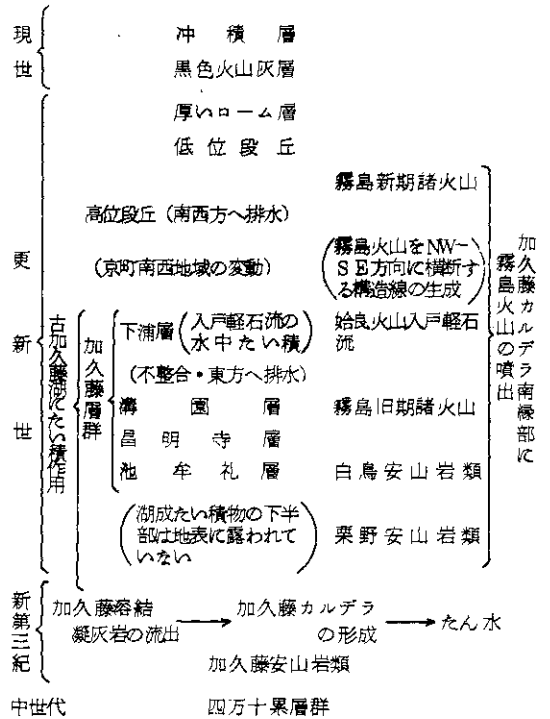 現世
沖積層
黒色火山灰層
更新世
厚いローム層
低位段丘
霧島新期諸火山
高位段丘（南西方へ排水）
（京町南西地域の変動）
（霧島火山をNW～
SE方向に横断す
る構造線の生成）
加久藤カルデラ南縁部に
霧島火山の噴出
古加久藤湖にたい積作用
加久藤層群
下浦層（入戸軽石流の
水中たい積）
姶良火山入戸軽石
流
（不整合・東方へ排水）
溝園層
霧島旧期諸火山
昌明寺層
池牟礼層
白鳥安山岩類
（湖成たい積物の下半
部は地表に露われて
いない）
栗野安山岩類
新第三紀
加久藤溶結
凝灰岩の流出
→
加久藤カルデラ
の形成
→
たん水
加久藤安山岩類
中世代
四万十累層群